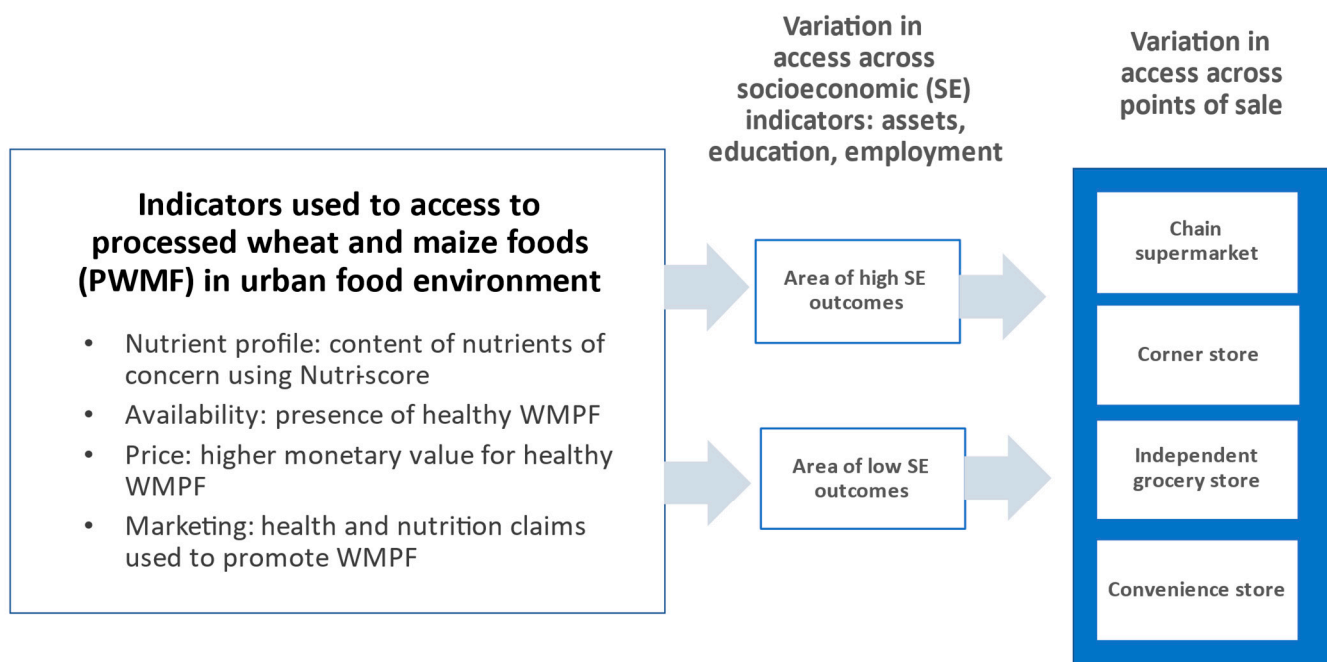 Variation in
access across
socioeconomic (SE)
indicators: assets,
education, employment
Variation in
access across
points of sale
Indicators used to access to
processed wheat and maize foods
(PWMF) in urban food environment
• Nutrient profile: content of nutrients of
concern using Nutri-score
• Availability: presence of healthy WMPF
• Price: higher monetary value for healthy
WMPF
• Marketing: health and nutrition claims
used to promote WMPF
Area of high SE
outcomes
Area of low SE
outcomes
Chain
supermarket
Corner store
Independent
grocery store
Convenience store